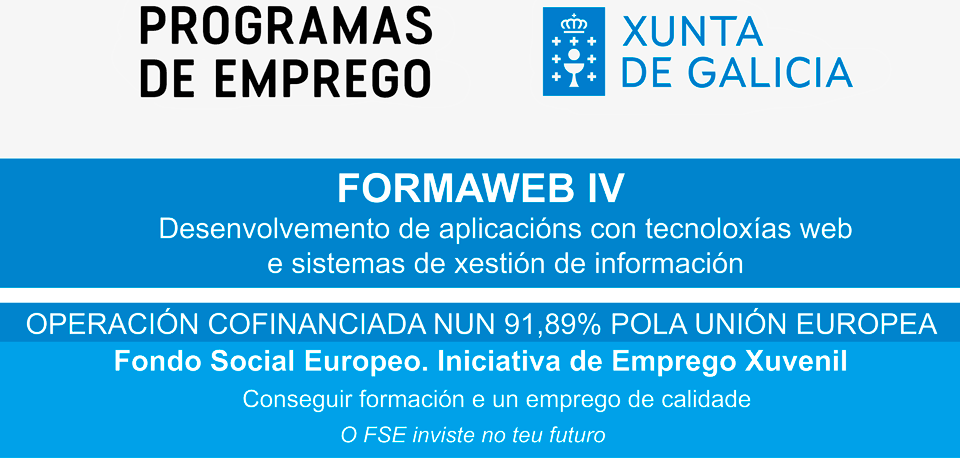 PROGRAMAS
DE EMPREGO
XUNTA
DE GALICIA
FORMAWEB IV
Desenvolvemento de aplicacións con tecnoloxías web
e sistemas de xestión de información
OPERACIÓN COFINANCIADA NUN 91,89% POLA UNIÓN EUROPEA
Fondo Social Europeo. Iniciativa de Emprego Xuvenil
Conseguir formación e un emprego de calidade
O FSE inviste no teu futuro